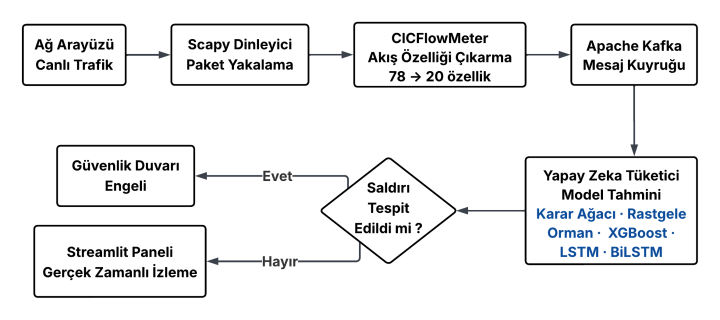 Ağ Arayüzü
Canlı Trafik
Scapy Dinleyici
Paket Yakalama
CICFlowMeter
Akış Özelliği Çıkarma
78 → 20 özellik
Apache Kafka
Mesaj Kuyruğu
Yapay Zeka Tüketici
Model Tahmini
Karar Ağacı · Rastgele
Orman · XGBoost ·
LSTM · BiLSTM
Saldırı
Tespit
Edildi mi ?
Evet
Güvenlik Duvarı
Engeli
Hayır
Streamlit Paneli
Gerçek Zamanlı İzleme